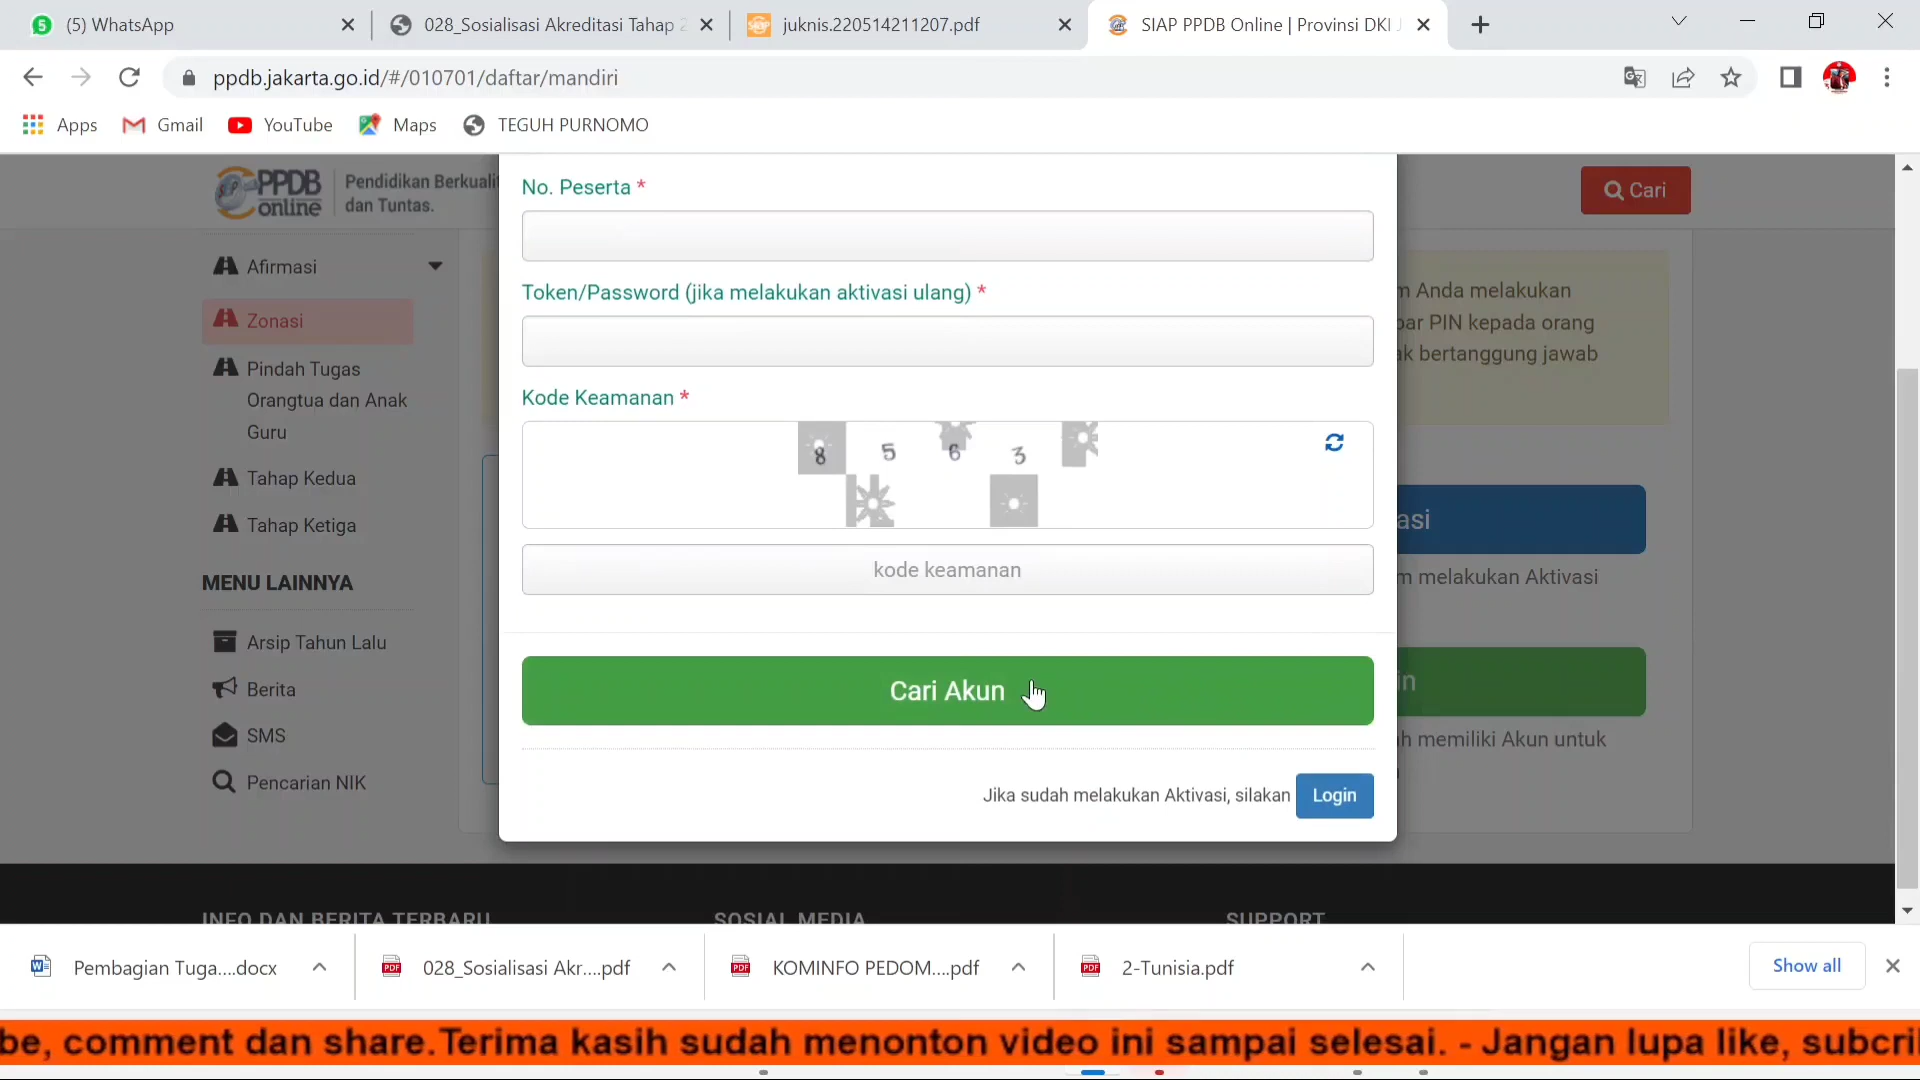 (5) WhatsApp
028_Sosialisasi Akreditasi Tahap 2
juknis.220514211207.pdf
SIAP PPDB Online | Provinsi DKI J
ppdb.jakarta.go.id/#/010701/daftar/mandiri
Apps
Gmail
YouTube
Maps
TEGUH PURNOMO
PPDB online
Pendidikan Berkualit
dan Tuntas.
Cari
Afirmasi
Zonasi
Pindah Tugas
Orangtua dan Anak
Guru
Tahap Kedua
Tahap Ketiga
MENU LAINNYA
Arsip Tahun Lalu
Berita
SMS
Pencarian NIK
No. Peserta *
Token/Password (jika melakukan aktivasi ulang) *
Kode Keamanan *
8 5 6 3
kode keamanan
Cari Akun
Jika sudah melakukan Aktivasi, silakan Login
m Anda melakukan
bar PIN kepada orang
ak bertanggung jawab
asi
m melakukan Aktivasi
in
h memiliki Akun untuk
INFO DAN BERITA TERBARU
SOSIAL MEDIA
SUPPORT
Pembagian Tuga....docx
028_Sosialisasi Akr....pdf
KOMINFO PEDOM....pdf
2-Tunisia.pdf
Show all
be, comment dan share.Terima kasih sudah menonton video ini sampai selesai. - Jangan lupa like, subcri